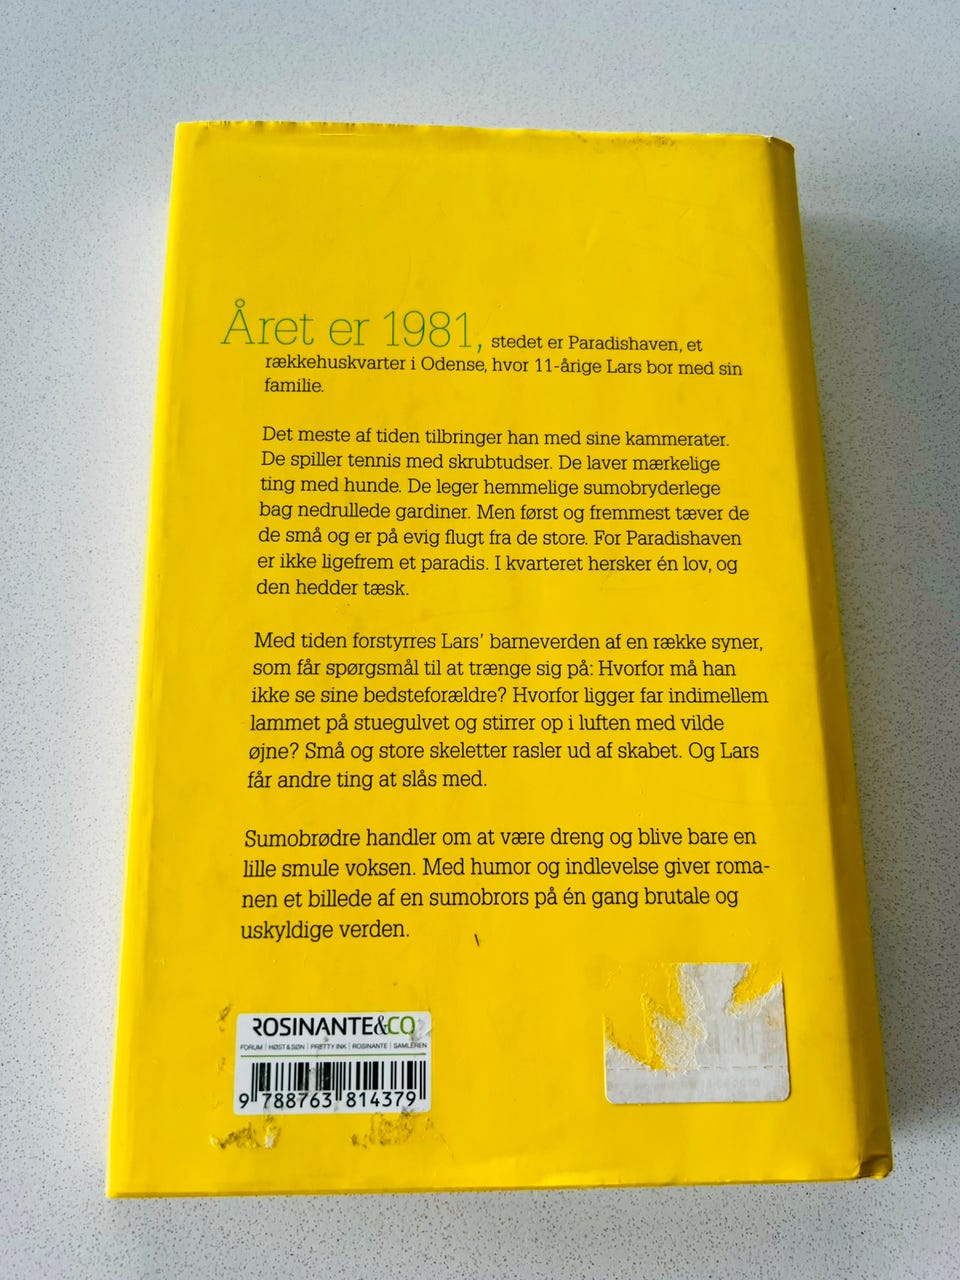 Året er 1981, stedet er Paradishaven, et
rækkehuskvarter i Odense, hvor 11-årige Lars bor med sin
familie.
Det meste af tiden tilbringer han med sine kammerater.
De spiller tennis med skrubtudser. De laver mærkelige
ting med hunde. De leger hemmelige sumobryderlege
bag nedrullede gardiner. Men først og fremmest tæver de
de små og er på evig flugt fra de store. For Paradishaven
er ikke ligefrem et paradis. I kvarteret hersker én lov, og
den hedder tæsk.
Med tiden forstyrres Lars' barneverden af en række syner,
som får spørgsmål til at trænge sig på: Hvorfor må han
ikke se sine bedsteforældre? Hvorfor ligger far indimellem
lammet på stuegulvet og stirrer op i luften med vilde
øjne? Små og store skeletter rasler ud af skabet. Og Lars
får andre ting at slås med.
Sumobrødre handler om at være dreng og blive bare en
lille smule voksen. Med humor og indlevelse giver roma-
nen et billede af en sumobrors på én gang brutale og
uskyldige verden.
ROSINANTE&CO
FORUM | HØST & SØN | PRETTY INK | ROSINANTE | SAMLEREN
9 788763 814379